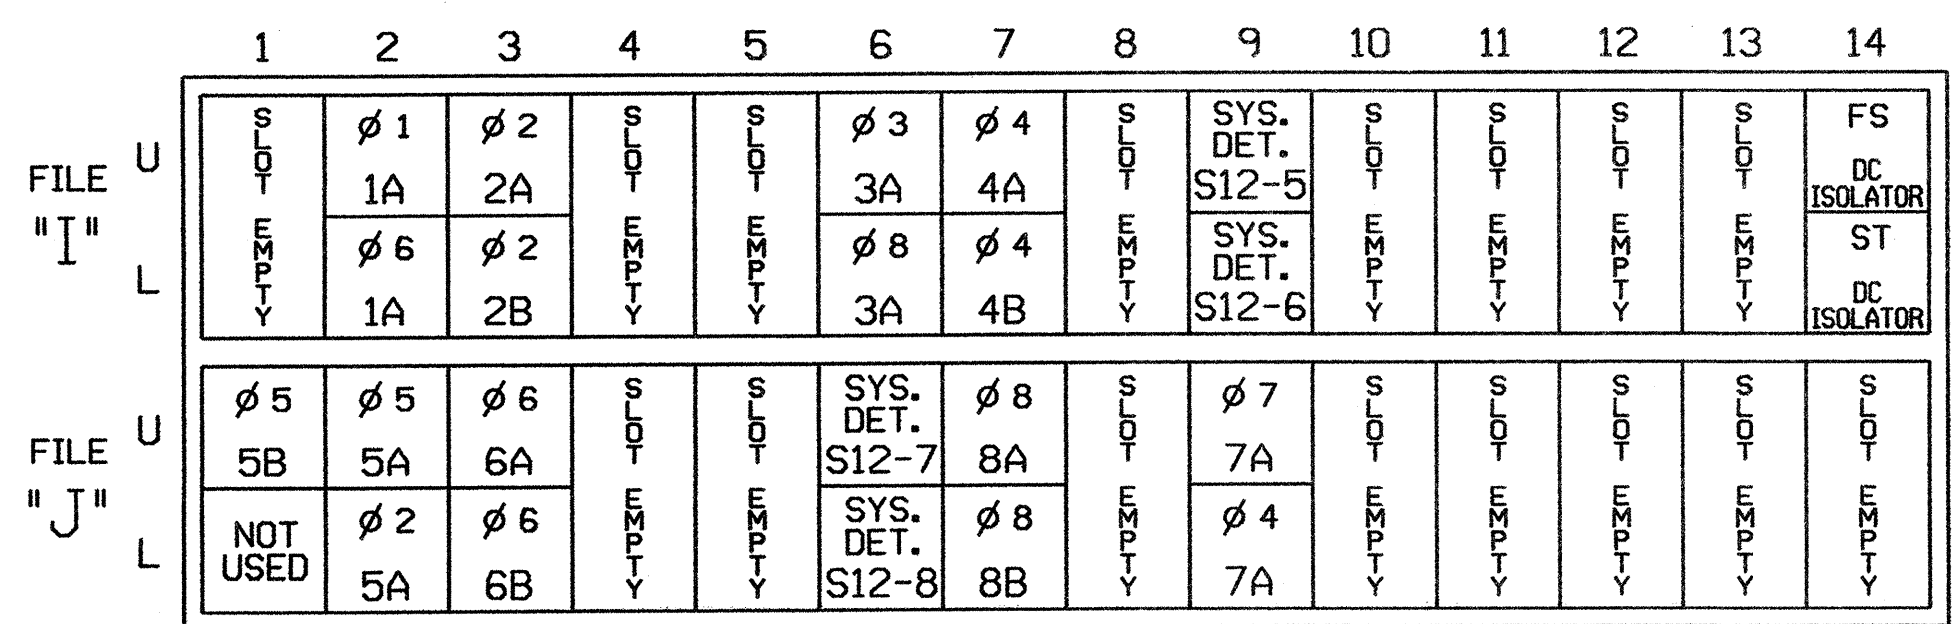 1 2 3 4 5 6 7 8 9 10 11 12 13 14
FILE "I"
U
L
SLOT EMPTY
Ø 1 1A
Ø 6 1A
Ø 2 2A
Ø 2 2B
SLOT EMPTY
SLOT EMPTY
Ø 3 3A
Ø 8 3A
Ø 4 4A
Ø 4 4B
SLOT EMPTY
SYS. DET. S12-5
SYS. DET. S12-6
SLOT EMPTY
SLOT EMPTY
SLOT EMPTY
SLOT EMPTY
FS DC ISOLATOR
ST DC ISOLATOR
FILE "J"
U
L
Ø 5 5B
NOT USED
Ø 5 5A
Ø 2 5A
Ø 6 6A
Ø 6 6B
SLOT EMPTY
SLOT EMPTY
SYS. DET. S12-7
SYS. DET. S12-8
Ø 8 8A
Ø 8 8B
SLOT EMPTY
Ø 7 7A
Ø 4 7A
SLOT EMPTY
SLOT EMPTY
SLOT EMPTY
SLOT EMPTY
SLOT EMPTY